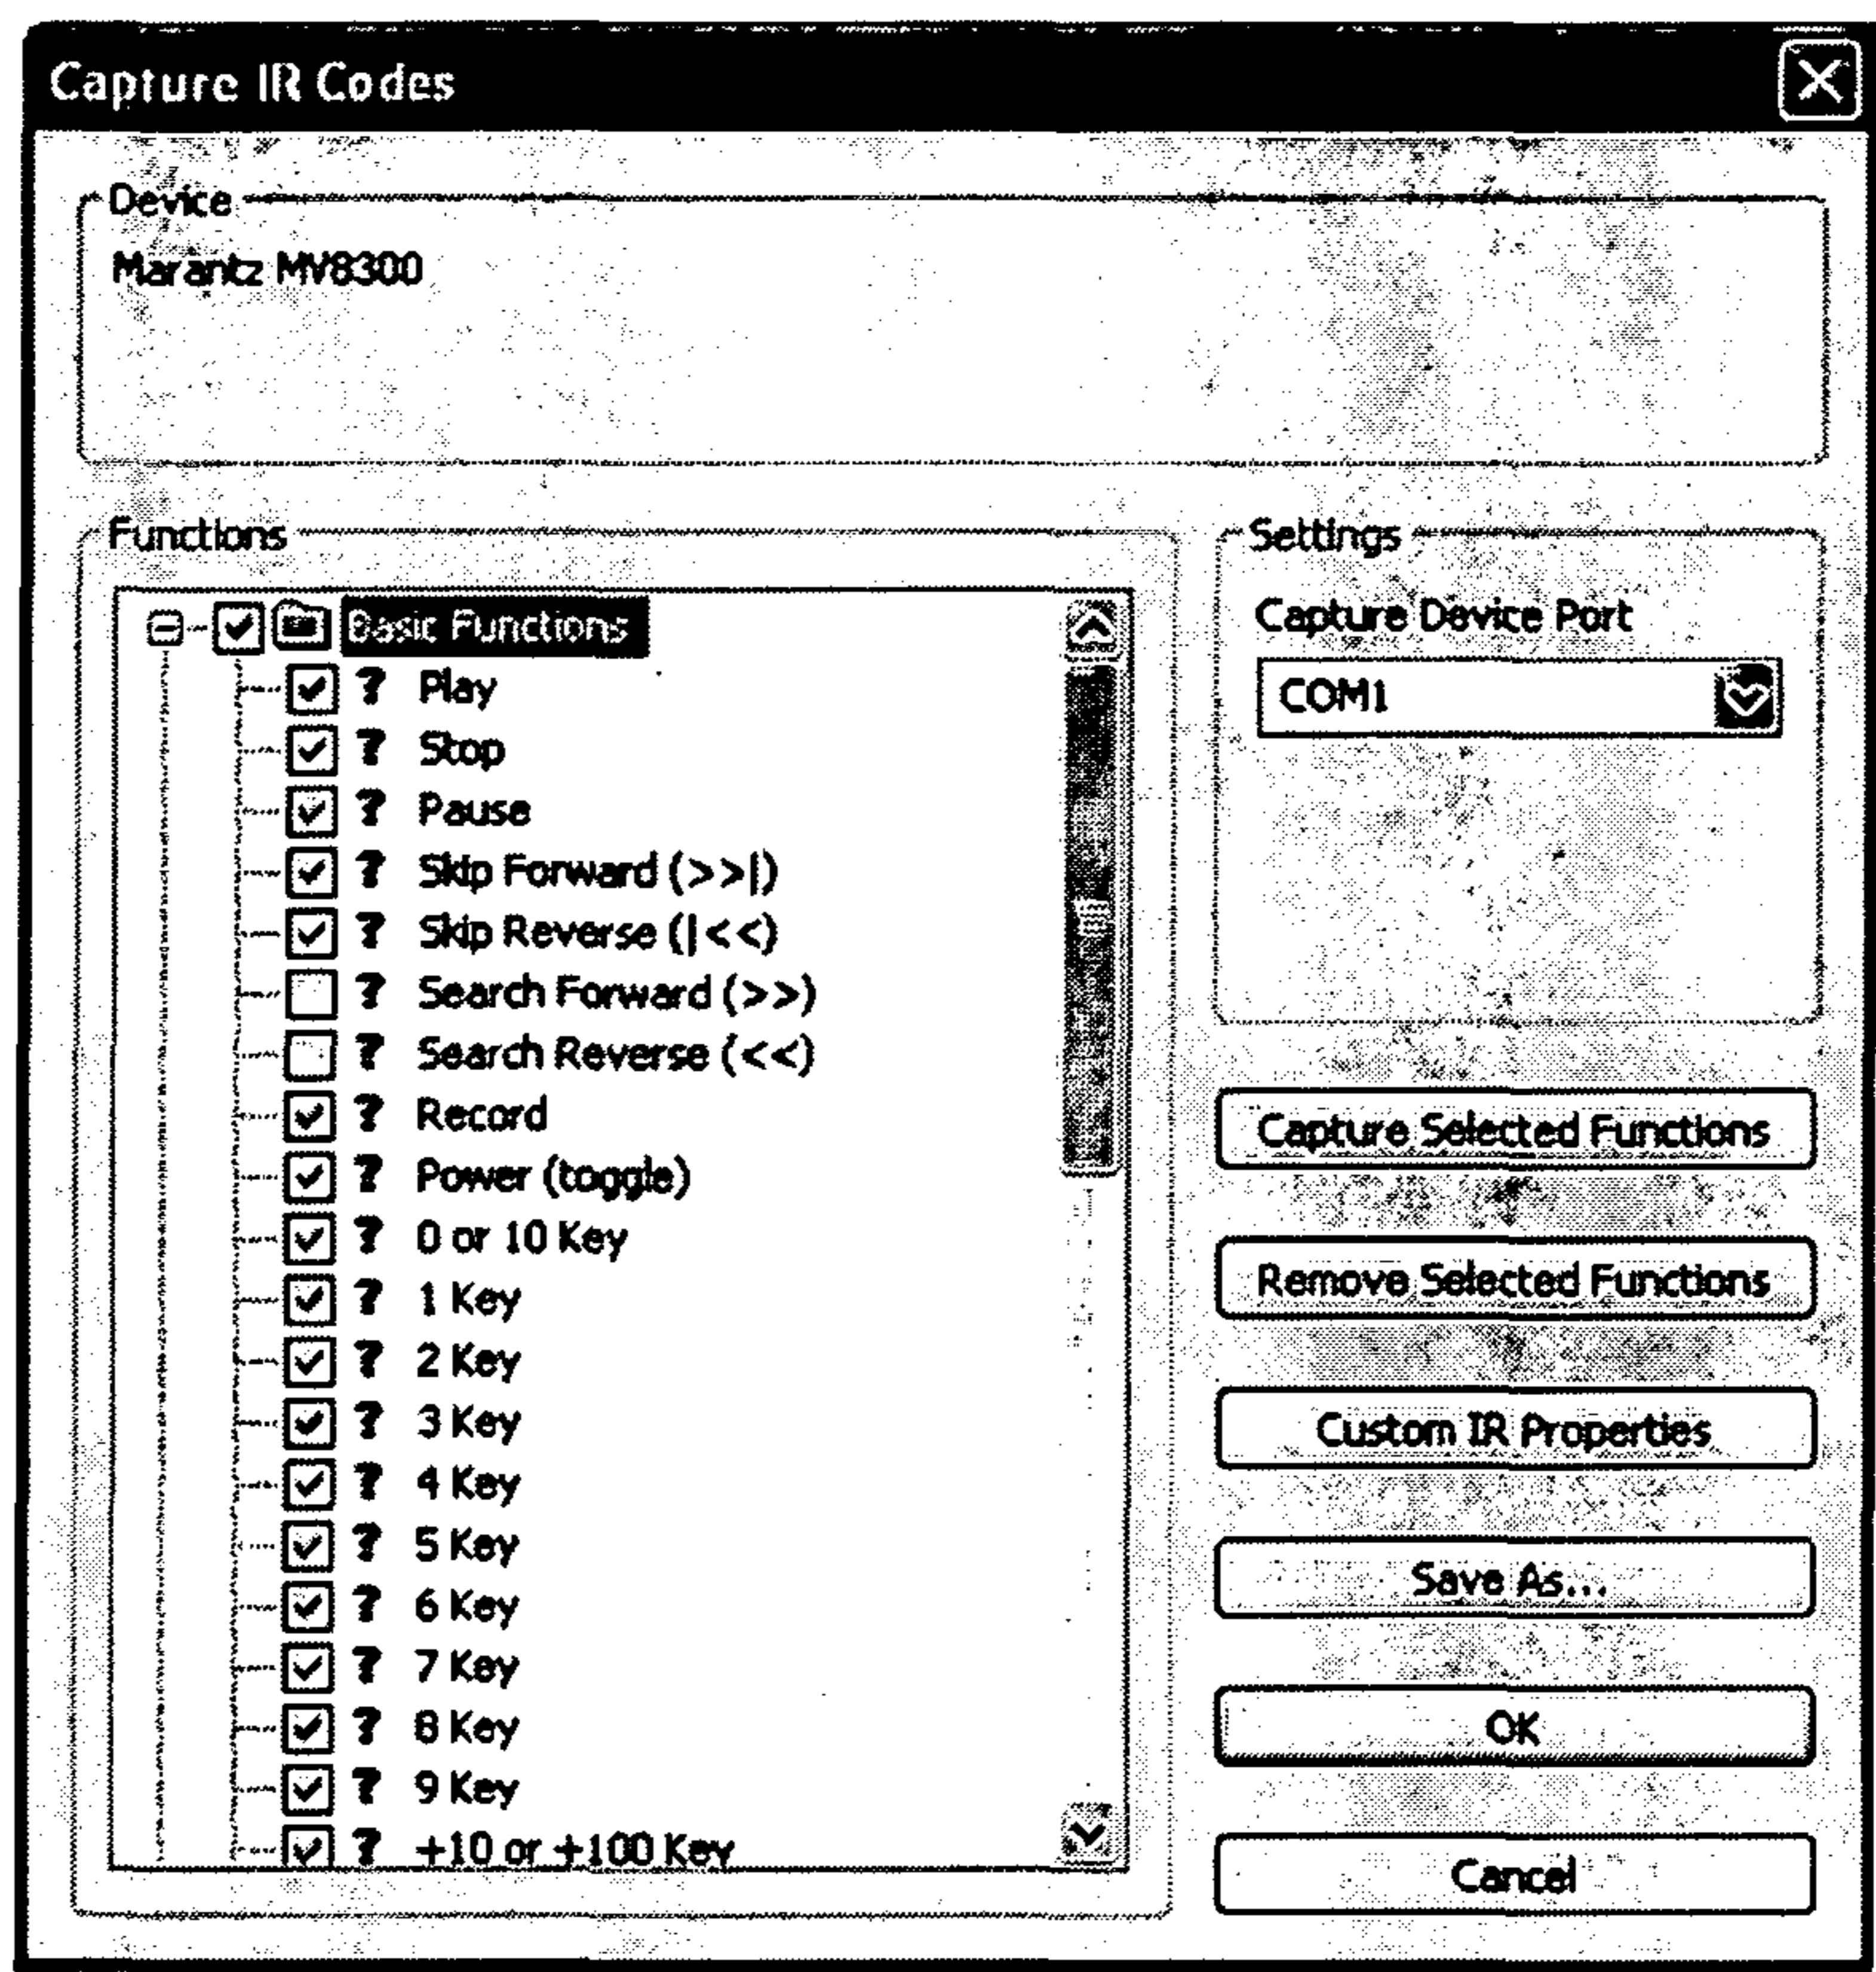 Capture IR Codes
Device
Marantz MV8300
Functions
Basic Functions
? Play
? Stop
? Pause
? Skip Forward (>>|)
? Skip Reverse (|<<)
? Search Forward (>>)
? Search Reverse (<<)
? Record
? Power (toggle)
? 0 or 10 Key
? 1 Key
? 2 Key
? 3 Key
? 4 Key
? 5 Key
? 6 Key
? 7 Key
? 8 Key
? 9 Key
? +10 or +100 Key
Settings
Capture Device Port
COM1
Capture Selected Functions
Remove Selected Functions
Custom IR Properties
Save As...
OK
Cancel